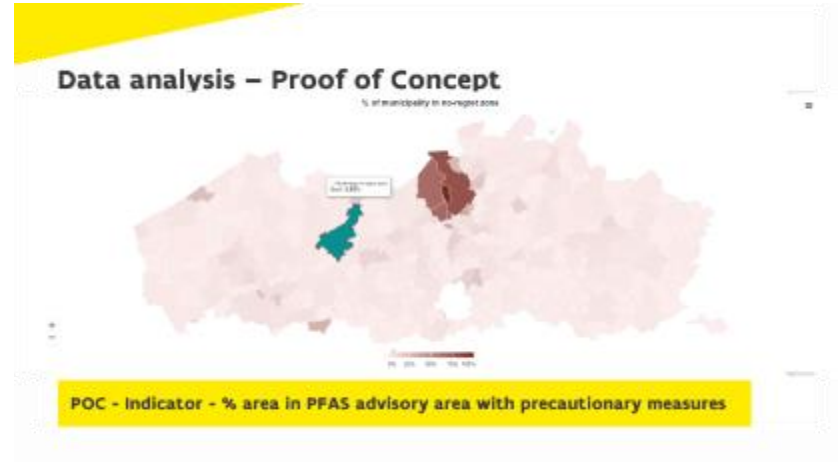 Data analysis – Proof of Concept
% of municipality in no-regret zone
POC - Indicator - % area in PFAS advisory area with precautionary measures